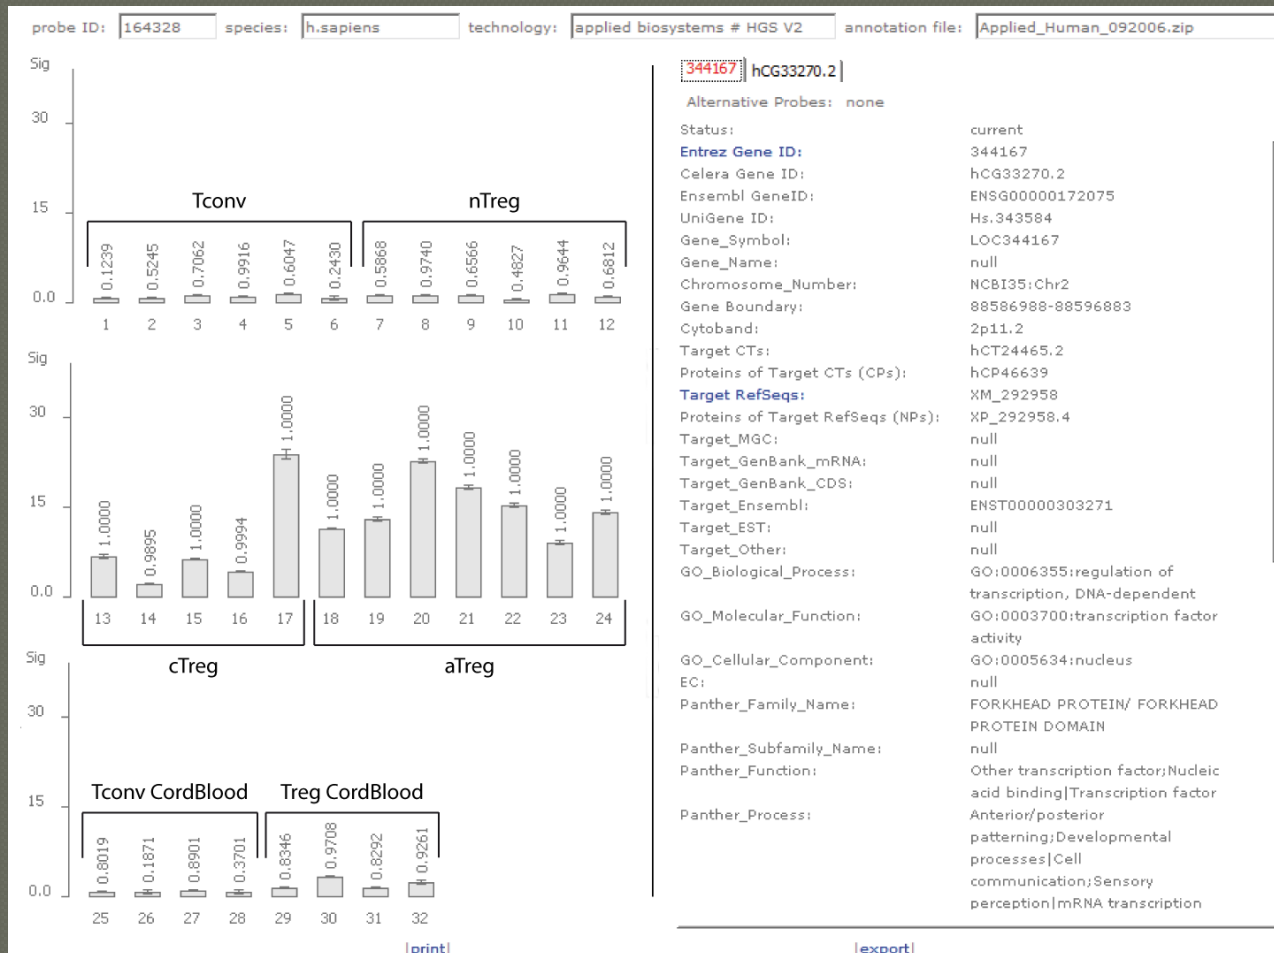 probe ID: 164328 species: h.sapiens technology: applied biosystems # HGS V2 annotation file: Applied_Human_092006.zip
Sig
30
15
0.0
Tconv nTreg
0.1239 0.5245 0.7062 0.9916 0.6047 0.2430 0.5868 0.9740 0.6566 0.4827 0.9644 0.6812
1 2 3 4 5 6 7 8 9 10 11 12
Sig
30
15
0.0
1.0000 0.9895 1.0000 0.9994 1.0000 1.0000 1.0000 1.0000 1.0000 1.0000 1.0000 1.0000
13 14 15 16 17 18 19 20 21 22 23 24
cTreg aTreg
Sig
30
15
0.0
Tconv CordBlood Treg CordBlood
0.8019 0.1871 0.8901 0.3701 0.8346 0.9708 0.8292 0.9261
25 26 27 28 29 30 31 32
|print|
344167 hCG33270.2
Alternative Probes: none
Status: current
Entrez Gene ID: 344167
Celera Gene ID: hCG33270.2
Ensembl GeneID: ENSG00000172075
UniGene ID: Hs.343584
Gene_Symbol: LOC344167
Gene_Name: null
Chromosome_Number: NCBI35:Chr2
Gene Boundary: 88586988-88596883
Cytoband: 2p11.2
Target CTs: hCT24465.2
Proteins of Target CTs (CPs): hCP46639
Target RefSeqs: XM_292958
Proteins of Target RefSeqs (NPs): XP_292958.4
Target_MGC: null
Target_GenBank_mRNA: null
Target_GenBank_CDS: null
Target_Ensembl: ENST00000303271
Target_EST: null
Target_Other: null
GO_Biological_Process: GO:0006355:regulation of
transcription, DNA-dependent
GO_Molecular_Function: GO:0003700:transcription factor
activity
GO_Cellular_Component: GO:0005634:nucleus
EC: null
Panther_Family_Name: FORKHEAD PROTEIN/ FORKHEAD
PROTEIN DOMAIN
Panther_Subfamily_Name: null
Panther_Function: Other transcription factor;Nucleic
acid binding|Transcription factor
Panther_Process: Anterior/posterior
patterning;Developmental
processes|Cell
communication;Sensory
perception|mRNA transcription
|export|